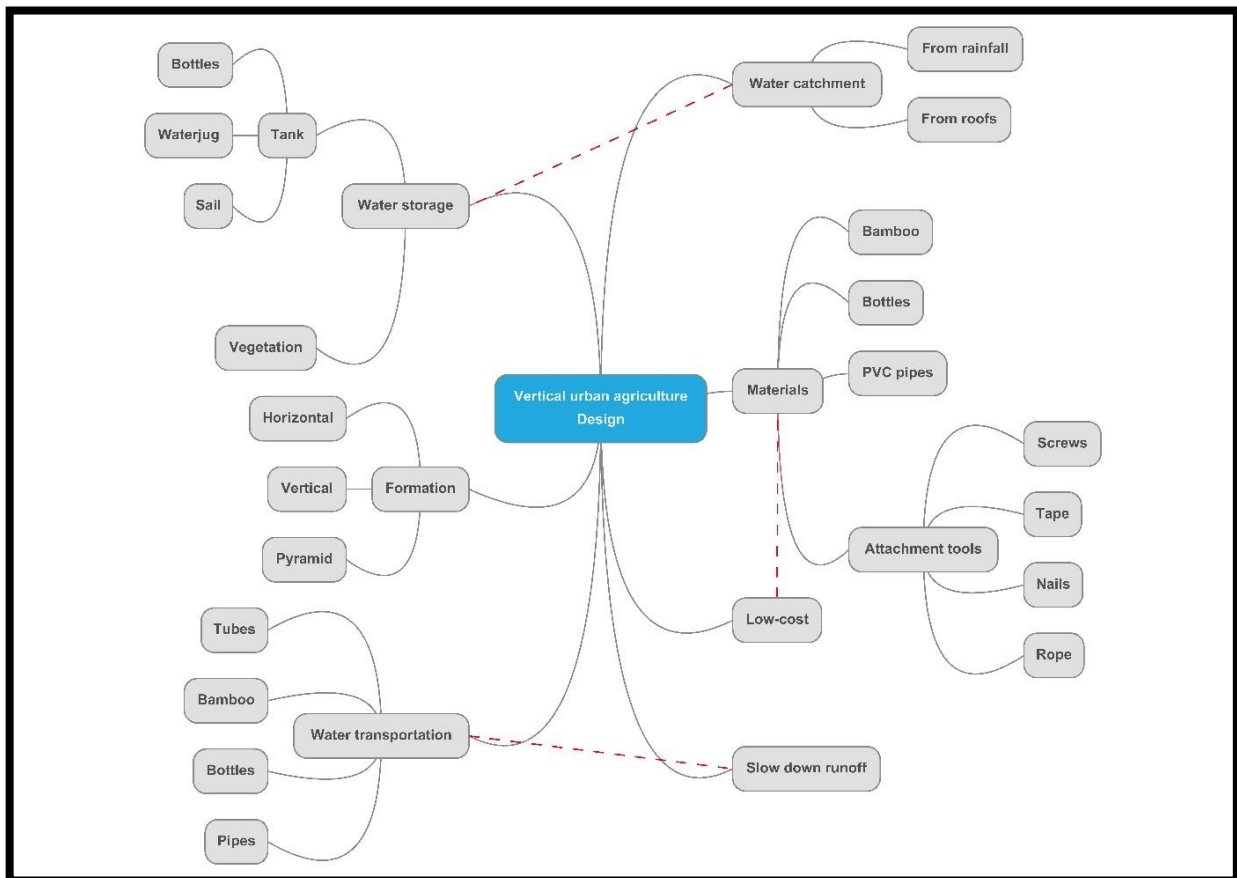 Vertical urban agriculture
Design
Water storage
Tank
Bottles
Waterjug
Sail
Vegetation
Formation
Horizontal
Vertical
Pyramid
Water transportation
Tubes
Bamboo
Bottles
Pipes
Water catchment
From rainfall
From roofs
Materials
Bamboo
Bottles
PVC pipes
Attachment tools
Screws
Tape
Nails
Rope
Low-cost
Slow down runoff